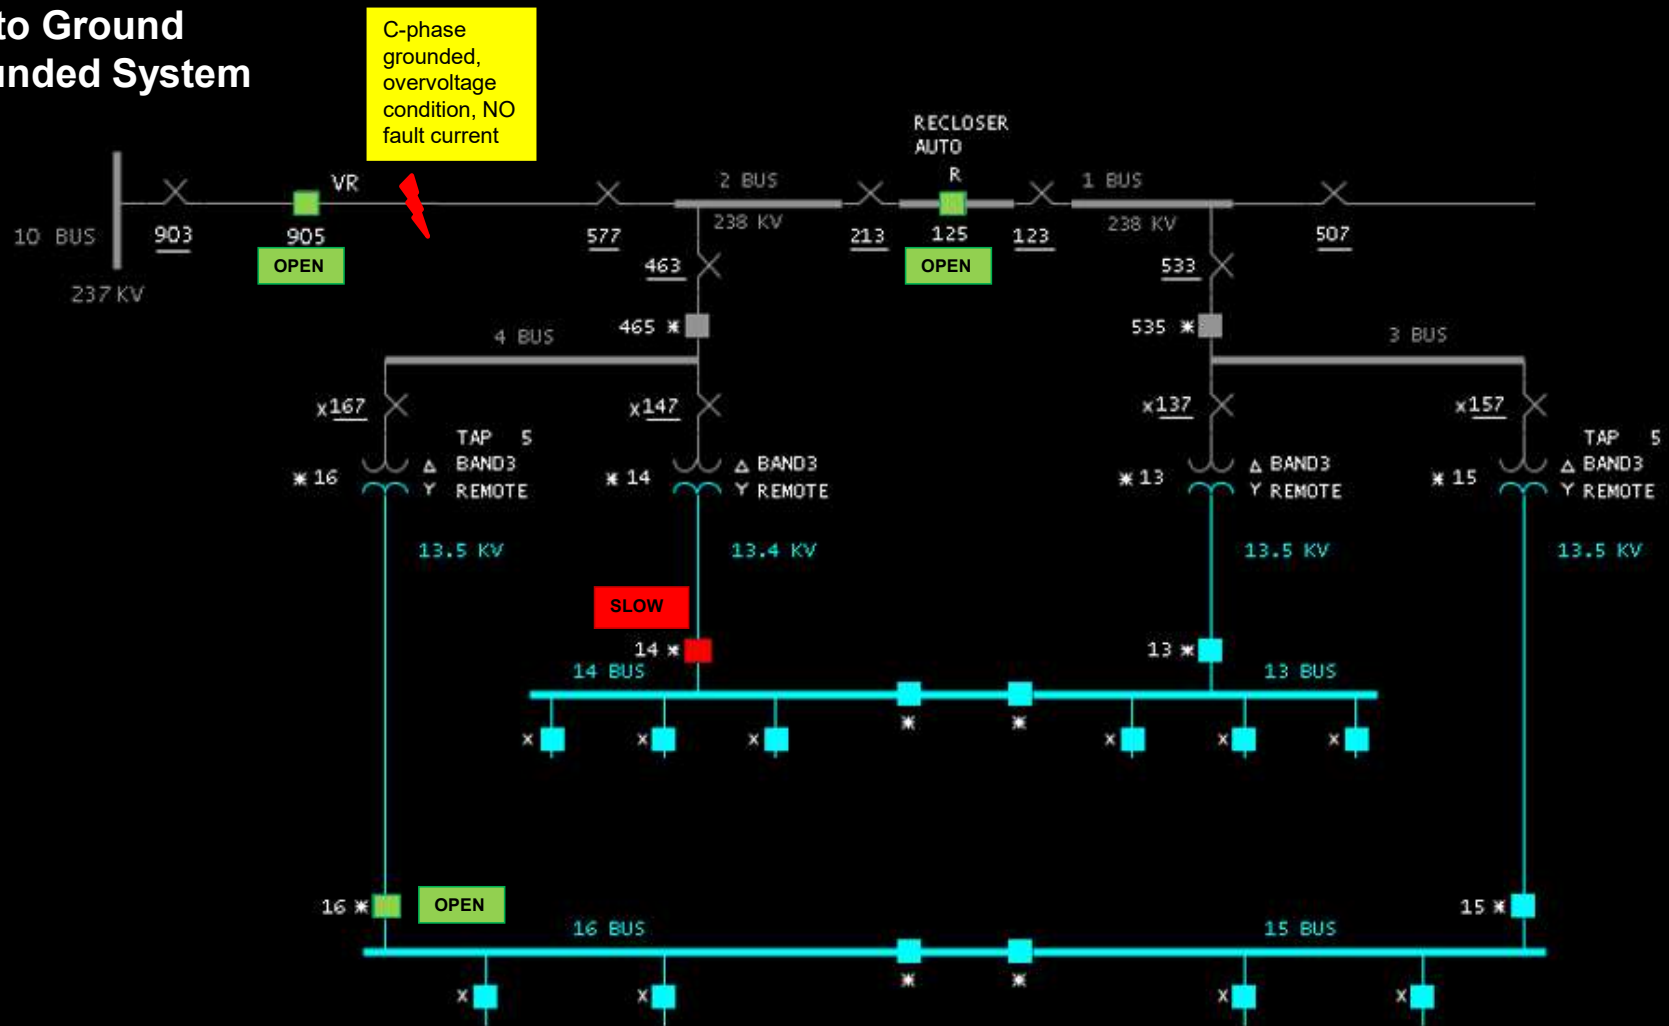 to Ground
unded System
C-phase
grounded,
overvoltage
condition, NO
fault current
RECLOSER
AUTO
R
VR
2 BUS
1 BUS
10 BUS
903
905
577
238 KV
213
125
123
238 KV
507
OPEN
OPEN
463
533
237 KV
465 *
535 *
4 BUS
3 BUS
x167
x147
x137
x157
TAP 5
TAP 5
* 16
Δ BAND3
Y REMOTE
* 14
Δ BAND3
Y REMOTE
* 13
Δ BAND3
Y REMOTE
* 15
Δ BAND3
Y REMOTE
13.5 KV
13.4 KV
13.5 KV
13.5 KV
SLOW
14 *
13 *
14 BUS
13 BUS
* *
x x x x x x
16 *
OPEN
15 *
16 BUS
15 BUS
* *
x x x x